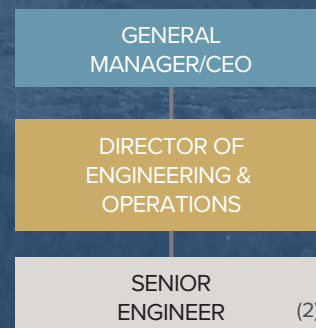 GENERAL
MANAGER/CEO
DIRECTOR OF
ENGINEERING &
OPERATIONS
SENIOR
ENGINEER (2)